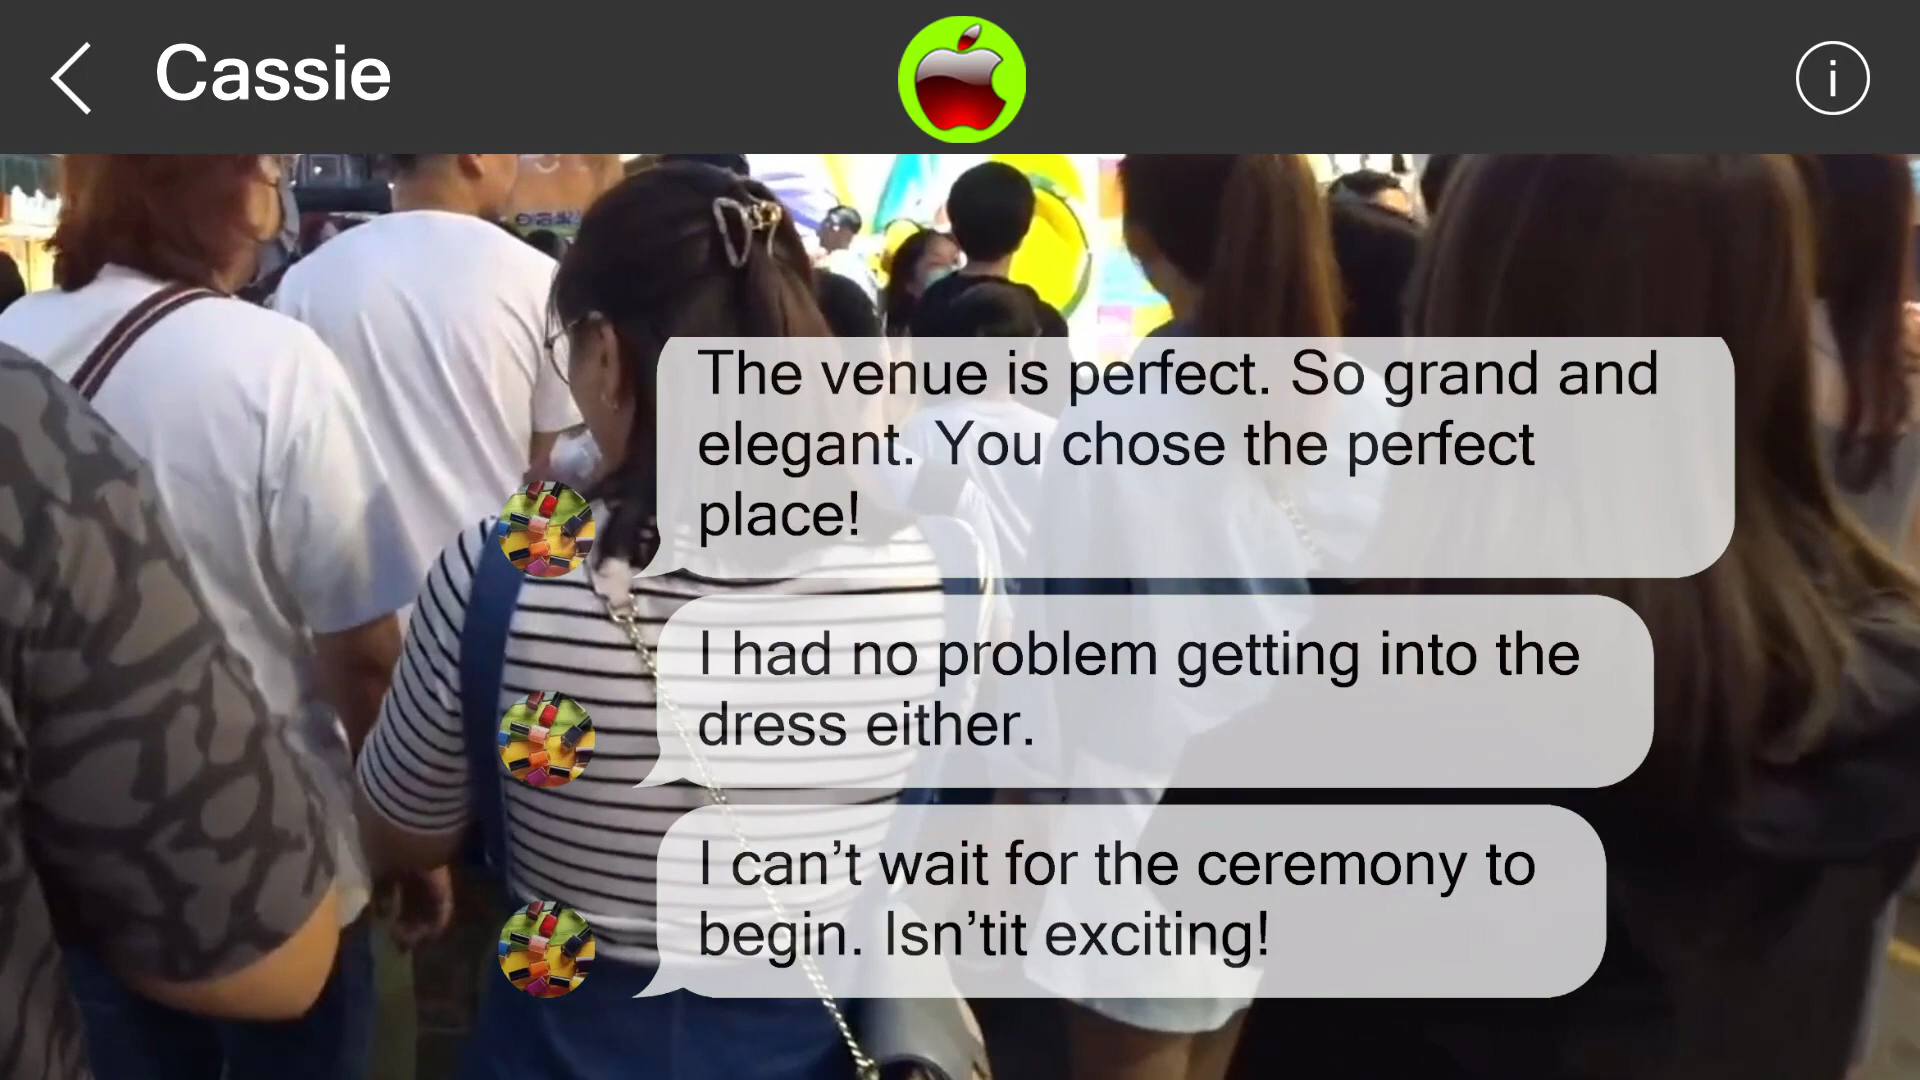 Cassie
i
The venue is perfect. So grand and
elegant. You chose the perfect
place!
I had no problem getting into the
dress either.
I can’t wait for the ceremony to
begin. Isn’tit exciting!